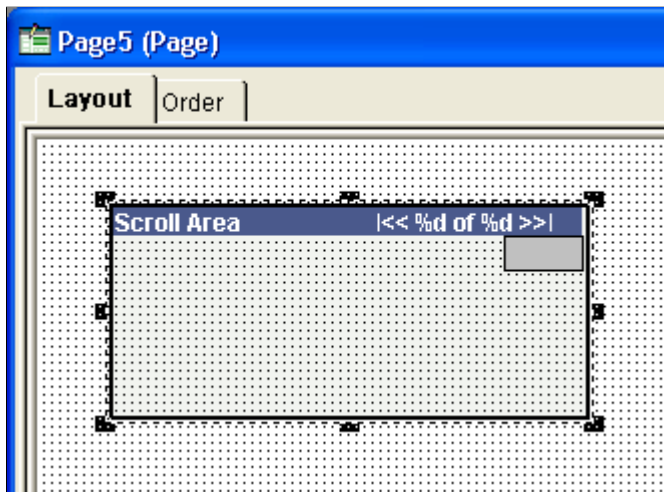 Page5 (Page)
Layout Order
Scroll Area |<< %d of %d >>|